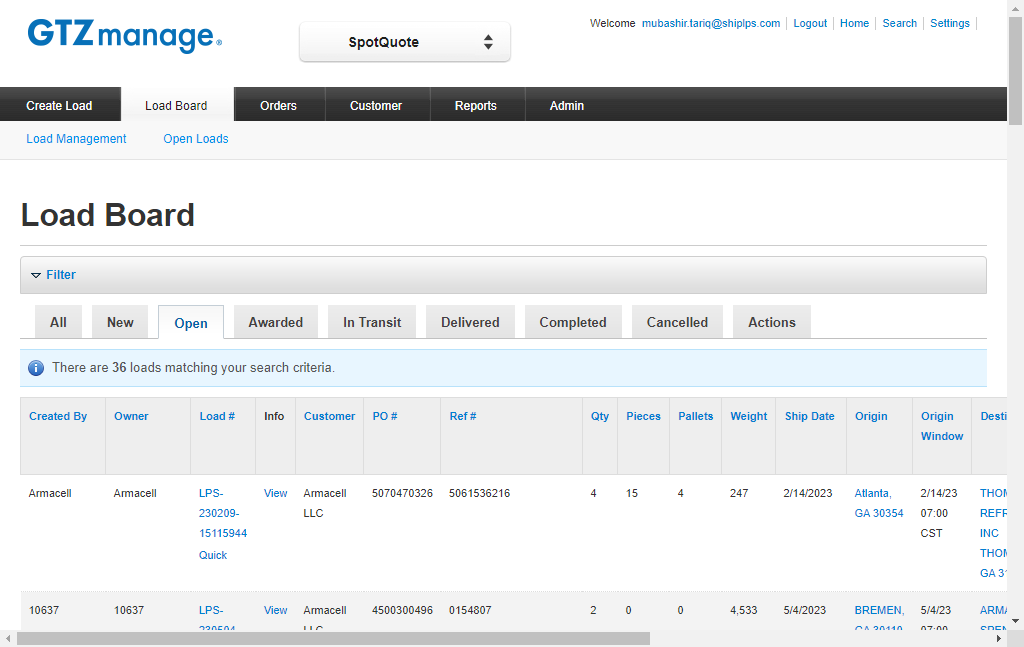 GTZmanage®
SpotQuote
Welcome mubashir.tariq@shiplps.com Logout Home Search Settings
Create Load Load Board Orders Customer Reports Admin
Load Management Open Loads
Load Board
Filter
All New Open Awarded In Transit Delivered Completed Cancelled Actions
There are 36 loads matching your search criteria.
Created By Owner Load # Info Customer PO # Ref # Qty Pieces Pallets Weight Ship Date Origin Origin Desti
Window
Armacell Armacell LPS- View Armacell 5070470326 5061536216 4 15 4 247 2/14/2023 Atlanta, 2/14/23 THOM
230209- LLC GA 30354 07:00 REFR
15115944 CST INC
Quick THOM
GA 31
10637 10637 LPS- View Armacell 4500300496 0154807 2 0 0 4,533 5/4/2023 BREMEN, 5/4/23 ARMA
230504- LLC GA 30110 07:00 SPEN